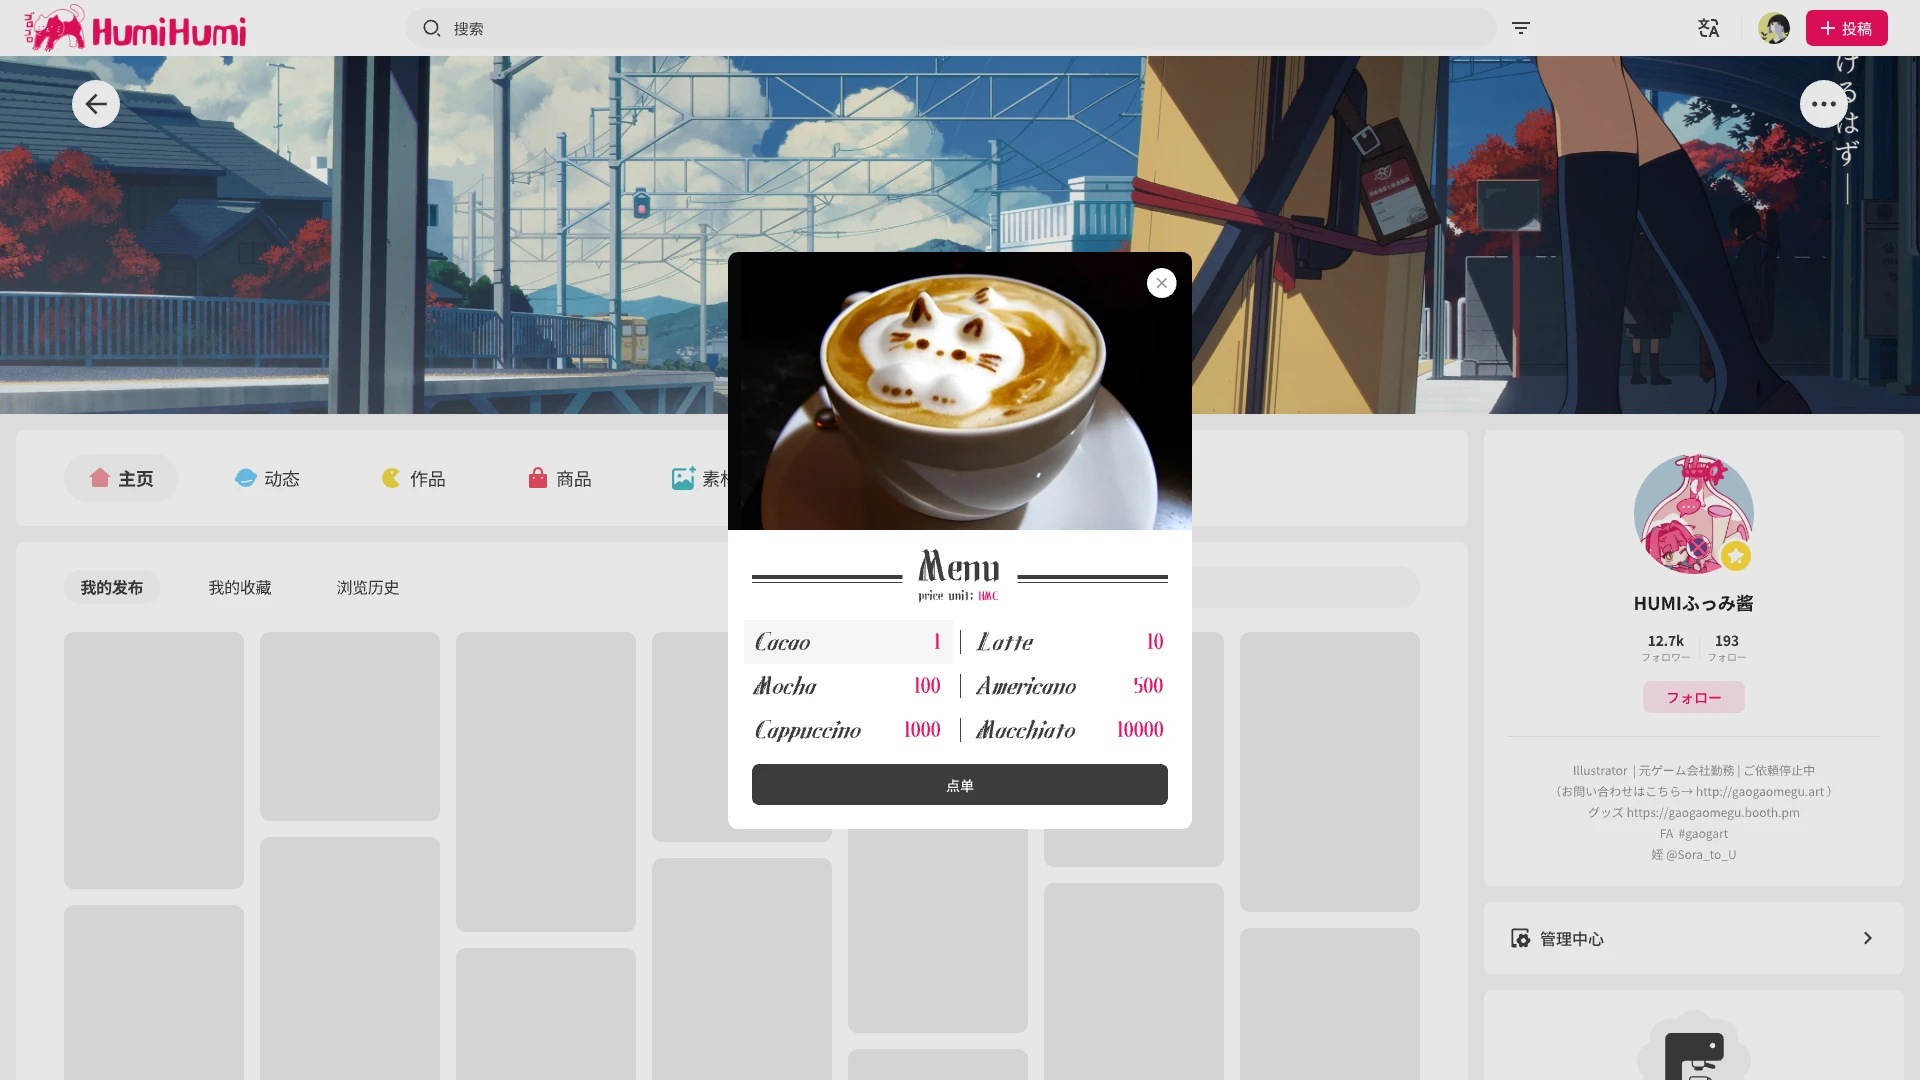 ゴロゴロ HumiHumi
搜索
投稿
けるはず—
主页
动态
作品
商品
Menu
price unit: HMC
Cacao 1
Latte 10
Mocha 100
Americano 500
Cappuccino 1000
Macchiato 10000
点单
我的发布
我的收藏
浏览历史
HUMIふっみ酱
12.7k 193
フォロワー フォロー
フォロー
Illustrator | 元ゲーム会社勤務 | ご依頼停止中
（お問い合わせはこちら→ http://gaogaomegu.art ）
グッズ https://gaogaomegu.booth.pm
FA #gaogart
姪 @Sora_to_U
管理中心